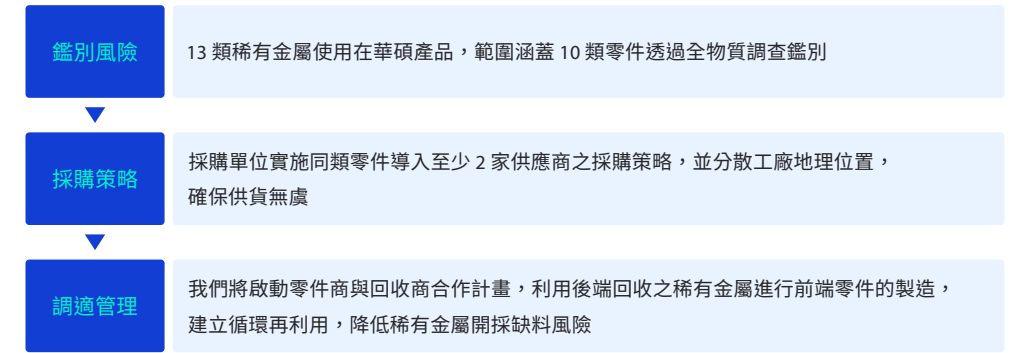 鑑別風險
13 類稀有金屬使用在華碩產品，範圍涵蓋 10 類零件透過全物質調查鑑別
採購策略
採購單位實施同類零件導入至少 2 家供應商之採購策略，並分散工廠地理位置，
確保供貨無虞
調適管理
我們將啟動零件商與回收商合作計畫，利用後端回收之稀有金屬進行前端零件的製造，
建立循環再利用，降低稀有金屬開採缺料風險